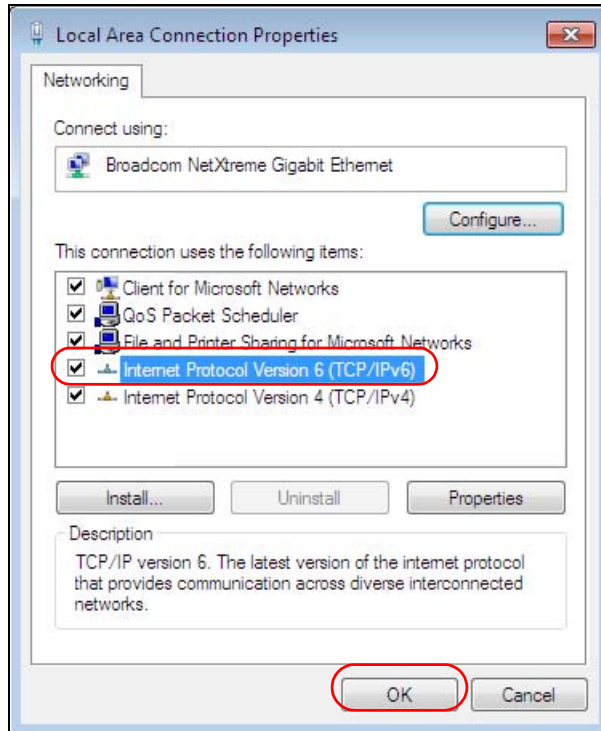 Local Area Connection Properties
Networking
Connect using:
Broadcom NetXtreme Gigabit Ethernet
Configure...
This connection uses the following items:
Client for Microsoft Networks
QoS Packet Scheduler
File and Printer Sharing for Microsoft Networks
Internet Protocol Version 6 (TCP/IPv6)
Internet Protocol Version 4 (TCP/IPv4)
Install...
Uninstall
Properties
Description
TCP/IP version 6. The latest version of the internet protocol
that provides communication across diverse interconnected
networks.
OK
Cancel